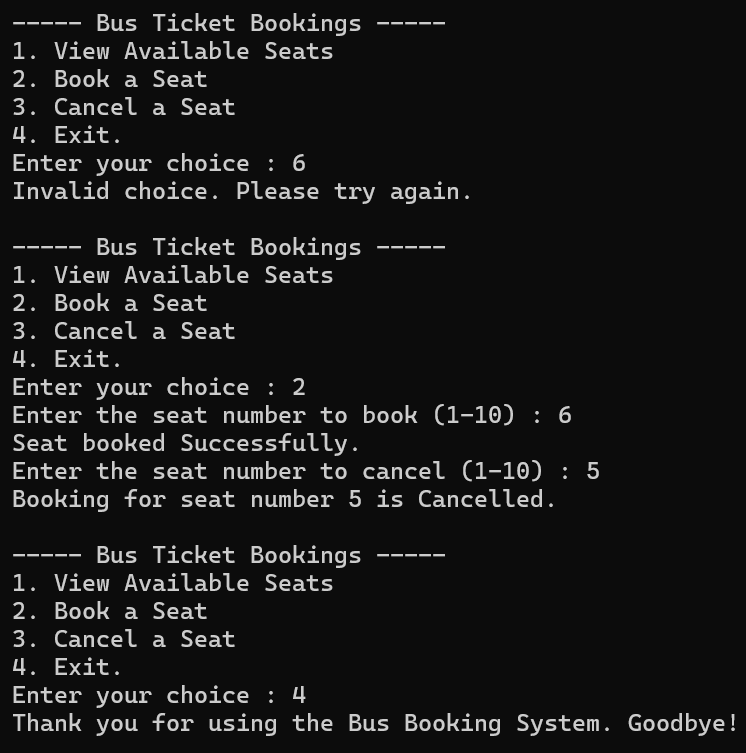 ----- Bus Ticket Bookings -----
1. View Available Seats
2. Book a Seat
3. Cancel a Seat
4. Exit.
Enter your choice : 6
Invalid choice. Please try again.

----- Bus Ticket Bookings -----
1. View Available Seats
2. Book a Seat
3. Cancel a Seat
4. Exit.
Enter your choice : 2
Enter the seat number to book (1-10) : 6
Seat booked Successfully.
Enter the seat number to cancel (1-10) : 5
Booking for seat number 5 is Cancelled.

----- Bus Ticket Bookings -----
1. View Available Seats
2. Book a Seat
3. Cancel a Seat
4. Exit.
Enter your choice : 4
Thank you for using the Bus Booking System. Goodbye!